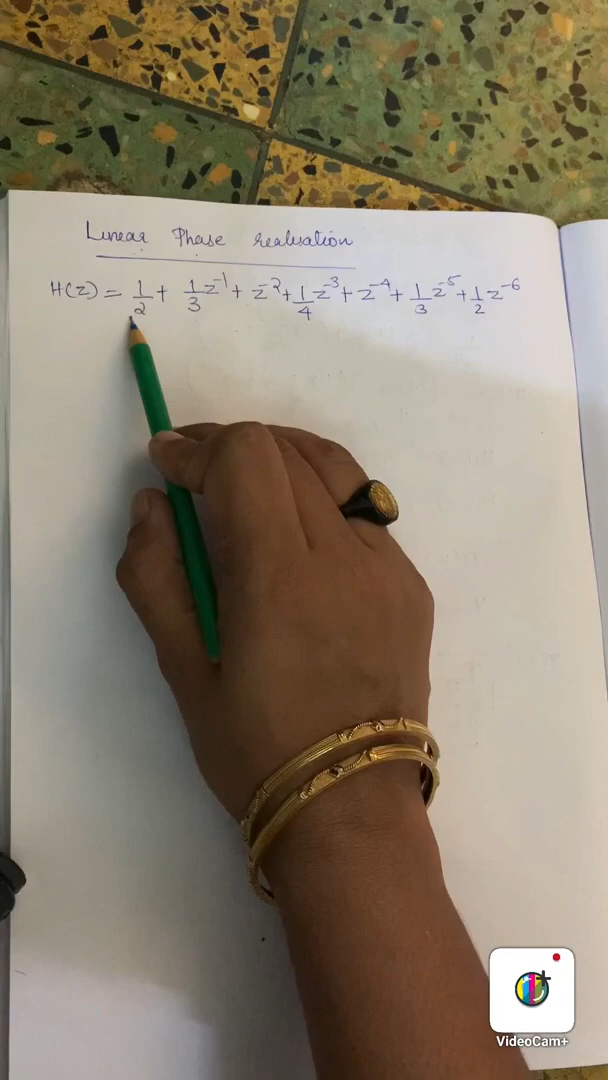 Linear Phase realisation
H(z) = 1/2 + 1/3 z⁻¹ + z⁻² + 1/4 z⁻³ + z⁻⁴ + 1/3 z⁻⁵ + 1/2 z⁻⁶
VideoCam+